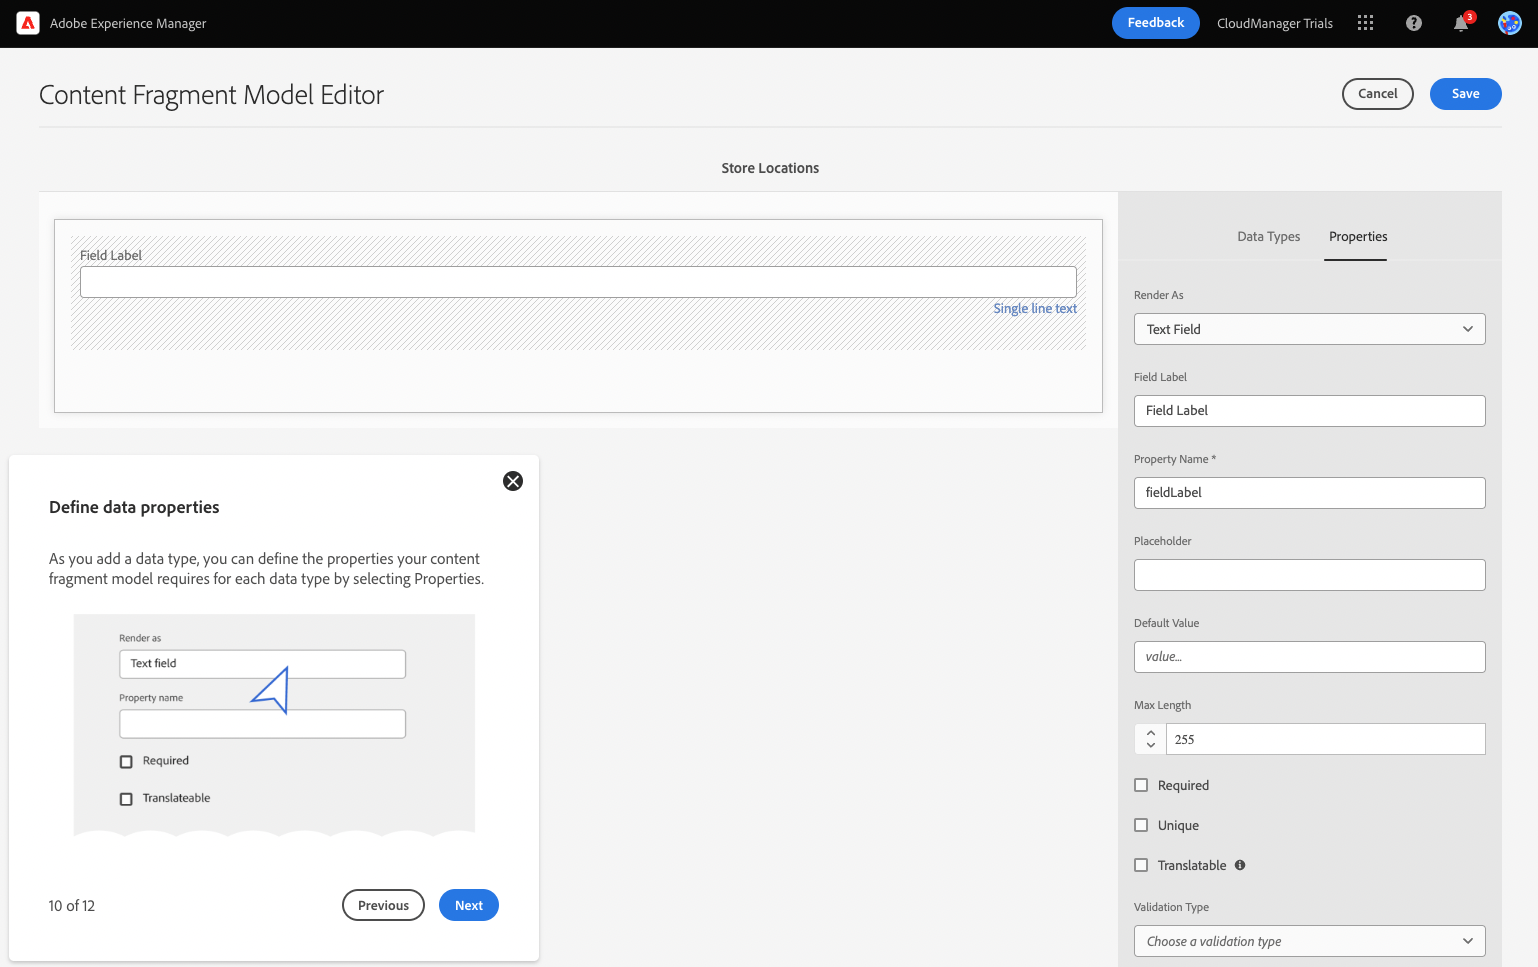 Adobe Experience Manager
Feedback
CloudManager Trials
3
Content Fragment Model Editor
Cancel
Save
Store Locations
Field Label
Single line text
Data Types
Properties
Render As
Text Field
Field Label
Field Label
Property Name *
fieldLabel
Placeholder
Default Value
value...
Max Length
255
Required
Unique
Translatable
Validation Type
Choose a validation type
Define data properties
As you add a data type, you can define the properties your content
fragment model requires for each data type by selecting Properties.
Render as
Text field
Property name
Required
Translateable
10 of 12
Previous
Next